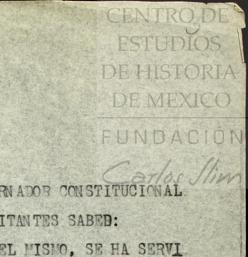 CENTRO DE
ESTUDIOS
DE HISTORIA
DE MEXICO
FUNDACIÓN
Carlos Slim
RNADOR CONSTITUCIONAL
ITANTES SABED:
EL MISMO, SE HA SERVI